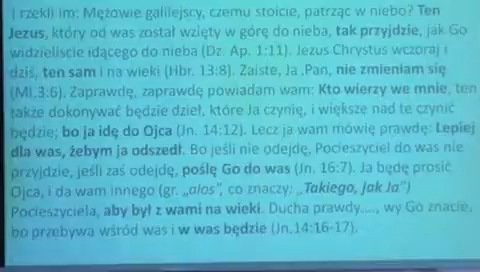 I rzekli im: Mężowie galilejscy, czemu stoicie, patrząc w niebo? Ten
Jezus, który od was został wzięty w górę do nieba, tak przyjdzie, jak Go
widzieliście idącego do nieba (Dz. Ap. 1:11). Jezus Chrystus wczoraj i
dziś, ten sam i na wieki (Hbr. 13:8). Zaiste, Ja ,Pan, nie zmieniam się
(Ml.3:6). Zaprawdę, zaprawdę powiadam wam: Kto wierzy we mnie, ten
także dokonywać będzie dzieł, które Ja czynię, i większe nad te czynić
będzie; bo ja idę do Ojca (Jn. 14:12). Lecz ja wam mówię prawdę: Lepiej
dla was, żebym ja odszedł. Bo jeśli nie odejdę, Pocieszyciel do was nie
przyjdzie, jeśli zaś odejdę, poślę Go do was (Jn. 16:7). Ja będę prosić
Ojca, i da wam innego (gr. „alos", co znaczy: „Takiego, jak Ja")
Pocieszyciela, aby był z wami na wieki. Ducha prawdy...., wy Go znacie,
bo przebywa wśród was i w was będzie (Jn.14:16-17).